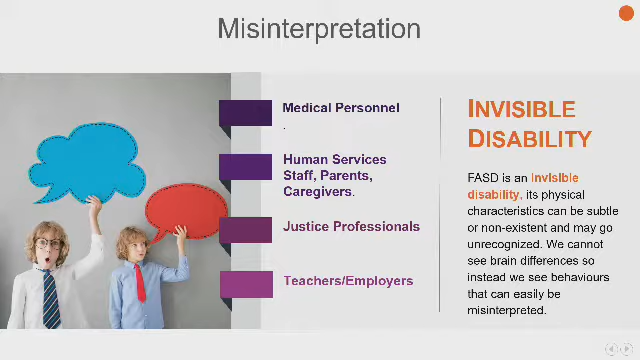 Misinterpretation
Medical Personnel
.
Human Services
Staff, Parents,
Caregivers.
Justice Professionals
Teachers/Employers
INVISIBLE
DISABILITY
FASD is an invisible
disability, its physical
characteristics can be subtle
or non-existent and may go
unrecognized. We cannot
see brain differences so
instead we see behaviours
that can easily be
misinterpreted.